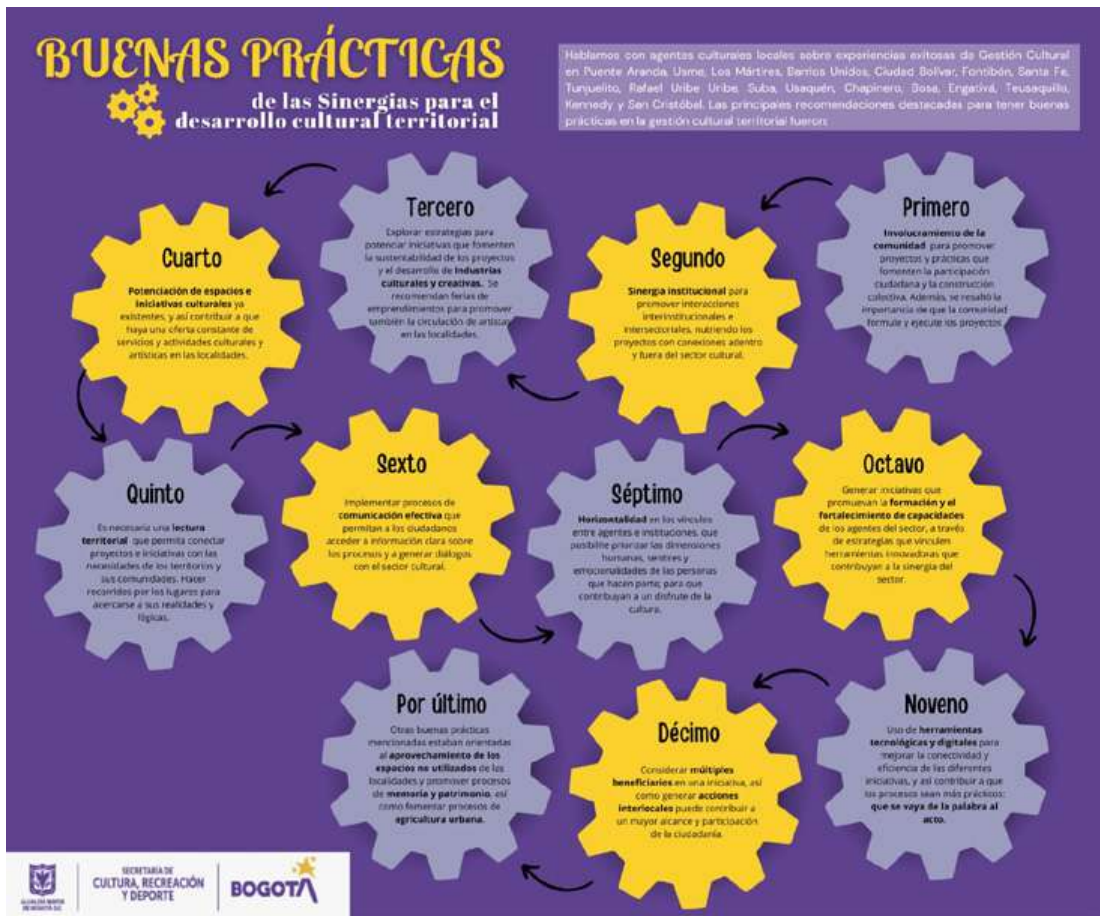 BUENAS PRÁCTICAS
de las Sinergias para el
desarrollo cultural territorial
Hablamos con agentes culturales locales sobre experiencias exitosas de Gestión Cultural
en Puente Aranda, Usme, Los Mártires, Barrios Unidos, Ciudad Bolívar, Fontibón, Santa Fe,
Tunjuelito, Rafael Uribe Uribe, Suba, Usaquén, Chapinero, Bosa, Engativá, Teusaquillo,
Kennedy y San Cristóbal. Las principales recomendaciones destacadas para tener buenas
prácticas en la gestión cultural territorial fueron:
Primero
Involucramiento de la
comunidad para promover
proyectos y prácticas que
fomenten la participación
ciudadana y la construcción
colectiva. Además, se resaltó la
importancia de que la comunidad
formule y ejecute los proyectos
Segundo
Sinergia institucional para
promover interacciones
interinstitucionales e
intersectoriales, nutriendo los
proyectos con conexiones adentro
y fuera del sector cultural.
Tercero
Explorar estrategias para
potenciar iniciativas que fomenten
la sustentabilidad de los proyectos
y el desarrollo de industrias
culturales y creativas. Se
recomiendan ferias de
emprendimientos para promover
también la circulación de artistas
en las localidades.
Cuarto
Potenciación de espacios e
iniciativas culturales ya
existentes, y así contribuir a que
haya una oferta constante de
servicios y actividades culturales y
artísticas en las localidades.
Quinto
Es necesaria una lectura
territorial que permita conectar
proyectos e iniciativas con las
necesidades de los territorios y
sus comunidades. Hacer
recorridos por los lugares para
acercarse a sus realidades y
lógicas.
Sexto
Implementar procesos de
comunicación efectiva que
permitan a los ciudadanos
acceder a información clara sobre
los procesos y a generar diálogos
con el sector cultural.
Séptimo
Horizontalidad en los vínculos
entre agentes e instituciones, que
posibilite priorizar las dimensiones
humanas, sentires y
emocionalidades de las personas
que hacen parte, para que
contribuyan a un disfrute de la
cultura.
Octavo
Generar iniciativas que
promuevan la formación y el
fortalecimiento de capacidades
de los agentes del sector, a través
de estrategias que vinculen
herramientas innovadoras que
contribuyan a la sinergia del
sector.
Noveno
Uso de herramientas
tecnológicas y digitales para
mejorar la conectividad y
eficiencia de las diferentes
iniciativas, y así contribuir a que
los procesos sean más prácticos:
que se vaya de la palabra al
acto.
Décimo
Considerar múltiples
beneficiarios en una iniciativa, así
como generar acciones
interlocales puede contribuir a
un mayor alcance y participación
de la ciudadanía.
Por último
Otras buenas prácticas
mencionadas estaban orientadas
al aprovechamiento de los
espacios no utilizados de las
localidades y promover procesos
de memoria y patrimonio, así
como fomentar procesos de
agricultura urbana.
ALCALDÍA MAYOR
DE BOGOTÁ D.C.
SECRETARÍA DE
CULTURA, RECREACIÓN
Y DEPORTE
BOGOTÁ